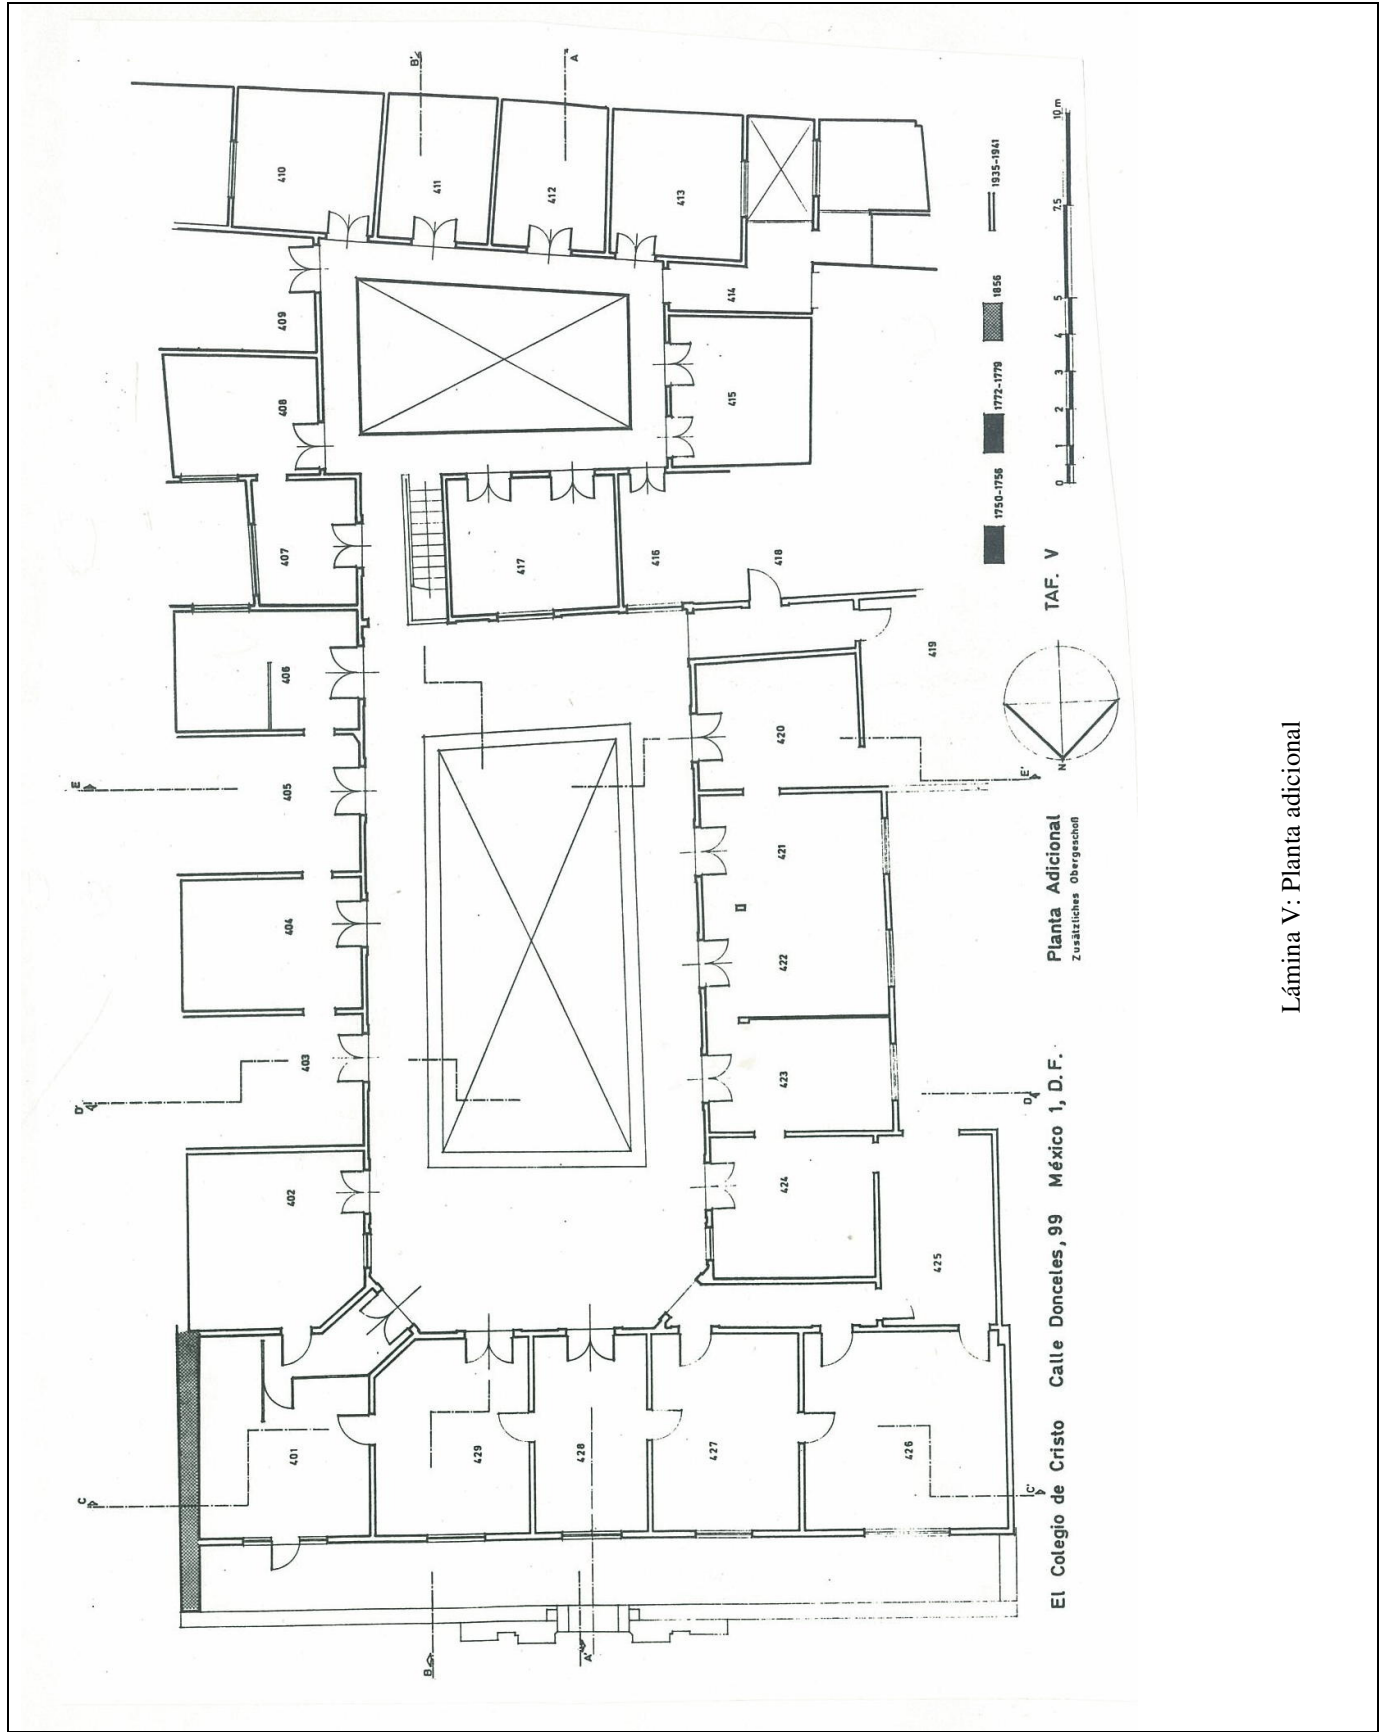 C
D'
E
401
402
403
404
405
406
407
408
409
410
B
429
411
B'
A'
428
417
412
A
427
416
413
424
423
422
421
420
418
415
414
426
425
419
C'
D
E'
1750-1756
1772-1779
1856
1935-1941
N
0 1 2 3 4 5 7.5 10 m
El Colegio de Cristo Calle Donceles, 99 México 1, D.F. Planta Adicional TAF. V
Zusätzliches Obergeschoß
Lámina V: Planta adicional